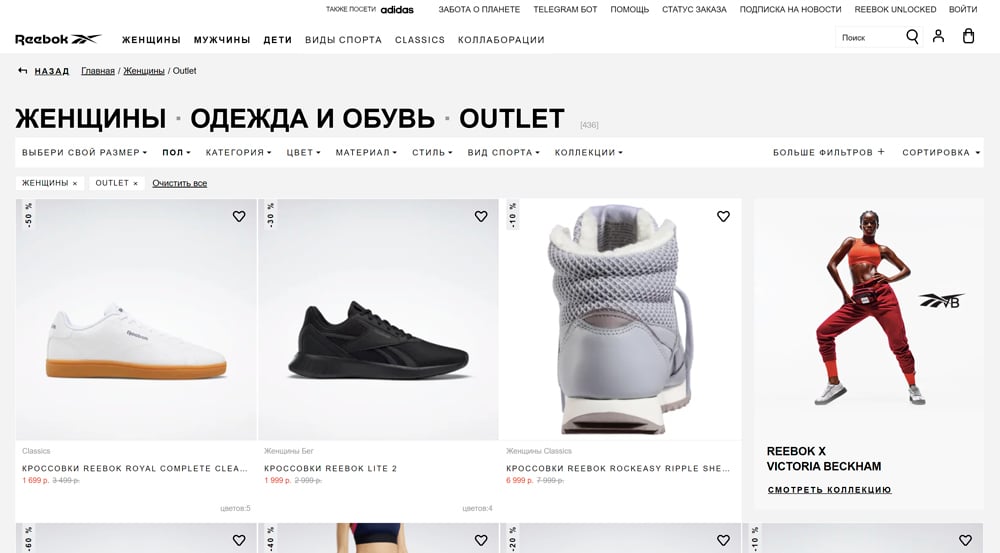 ТАКЖЕ ПОСЕТИ adidas ЗАБОТА О ПЛАНЕТЕ TELEGRAM БОТ ПОМОЩЬ СТАТУС ЗАКАЗА ПОДПИСКА НА НОВОСТИ REEBOK UNLOCKED ВОЙТИ
Reebok ЖЕНЩИНЫ МУЖЧИНЫ ДЕТИ ВИДЫ СПОРТА CLASSICS КОЛЛАБОРАЦИИ Поиск
НАЗАД Главная / Женщины / Outlet
ЖЕНЩИНЫ · ОДЕЖДА И ОБУВЬ · OUTLET [436]
ВЫБЕРИ СВОЙ РАЗМЕР ПОЛ КАТЕГОРИЯ ЦВЕТ МАТЕРИАЛ СТИЛЬ ВИД СПОРТА КОЛЛЕКЦИИ БОЛЬШЕ ФИЛЬТРОВ + СОРТИРОВКА
ЖЕНЩИНЫ × OUTLET × Очистить все
-50 % -30 % -10 %
Reebok
VB
Classics Женщины Бег Женщины Classics
КРОССОВКИ REEBOK ROYAL COMPLETE CLEA... КРОССОВКИ REEBOK LITE 2 КРОССОВКИ REEBOK ROCKEASY RIPPLE SHE...
1 699 р. 3 499 р. 1 999 р. 2 999 р. 6 999 р. 7 999 р.
REEBOK X
VICTORIA BECKHAM
СМОТРЕТЬ КОЛЛЕКЦИЮ
цветов:5 цветов:4
-60 % -40 % -20 % -10 %